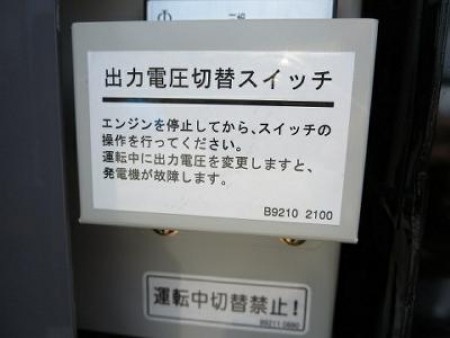 出力電圧切替スイッチ
エンジンを停止してから、スイッチの
操作を行ってください。
運転中に出力電圧を変更しますと、
発電機が故障します。
B9210 2100
運転中切替禁止!